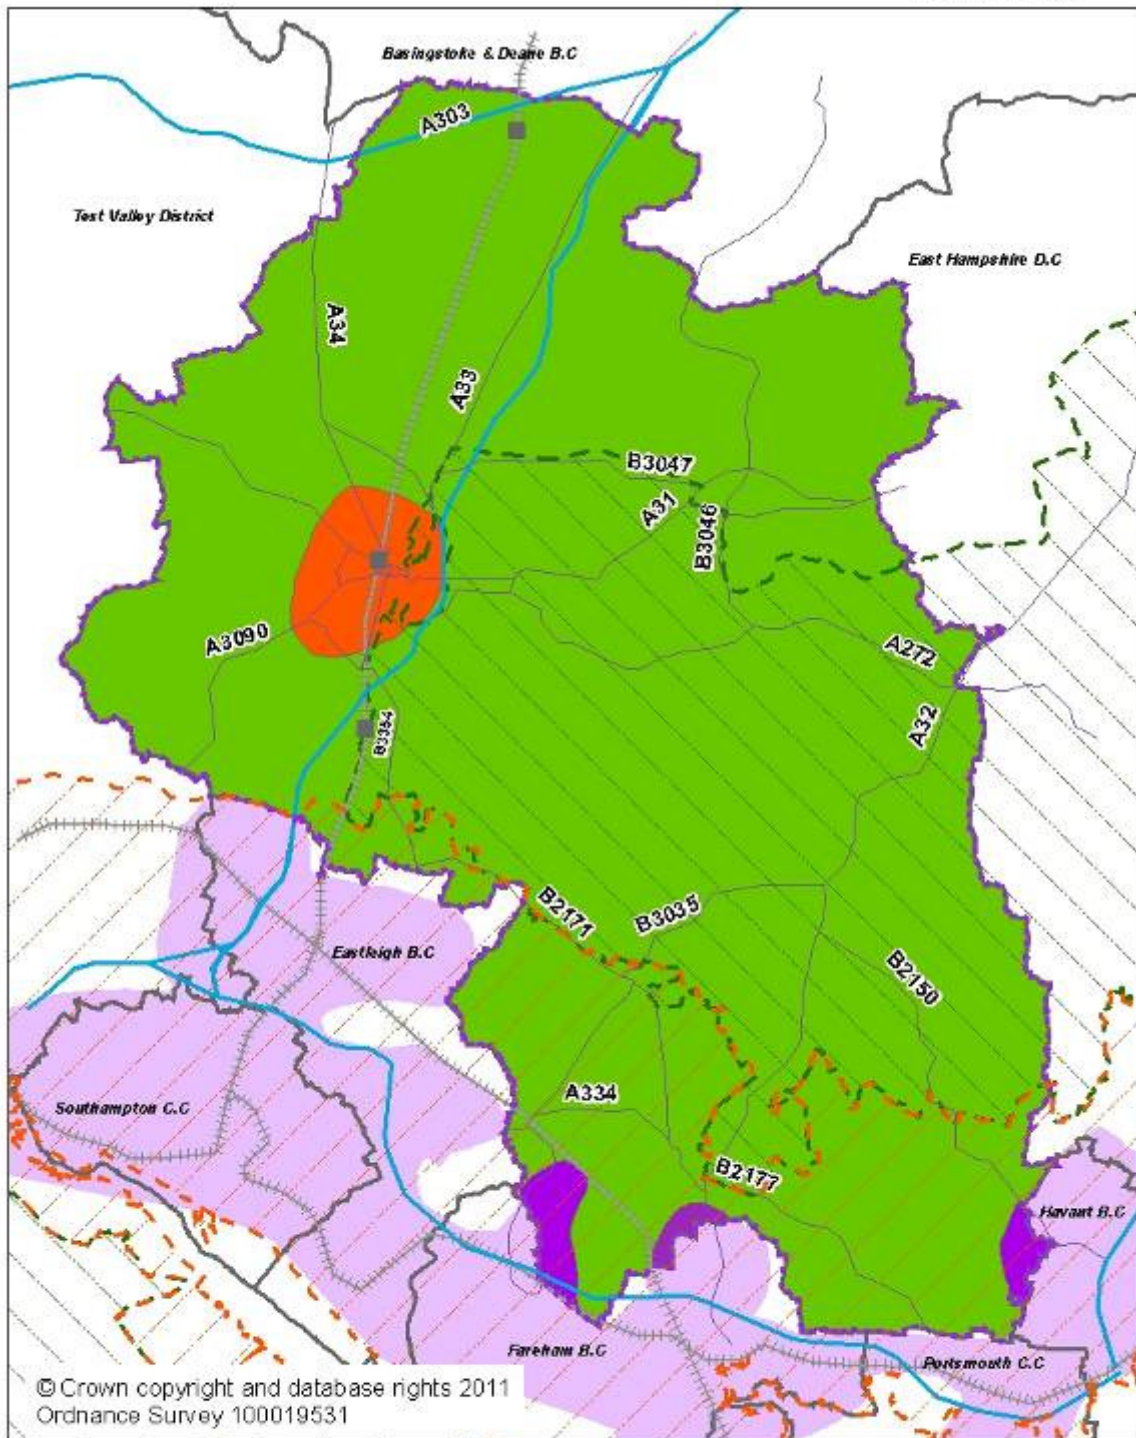 Basingstoke & Deane B.C
A303
Test Valley District
East Hampshire D.C
A34
A33
B3047
A31
B3046
A3090
A272
A32
B3354
B2171
B3035
Eastleigh B.C
B2150
A334
Southampton C.C
B2177
Havant B.C
Fareham B.C
Portsmouth C.C
© Crown copyright and database rights 2011
Ordnance Survey 100019531